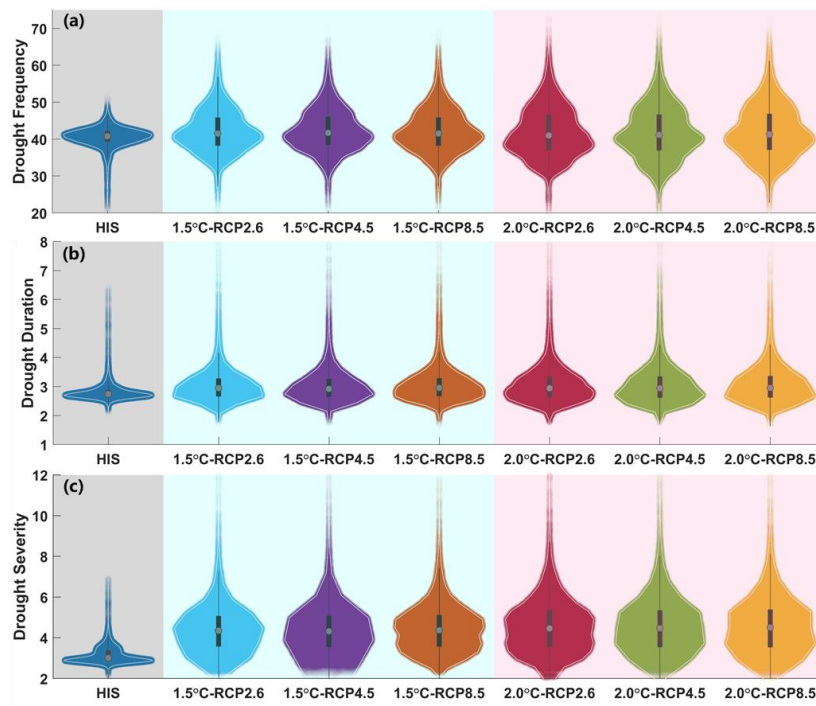 (a)
Drought Frequency
70
60
50
40
30
20
HIS 1.5°C-RCP2.6 1.5°C-RCP4.5 1.5°C-RCP8.5 2.0°C-RCP2.6 2.0°C-RCP4.5 2.0°C-RCP8.5
(b)
Drought Duration
8
7
6
5
4
3
2
1
HIS 1.5°C-RCP2.6 1.5°C-RCP4.5 1.5°C-RCP8.5 2.0°C-RCP2.6 2.0°C-RCP4.5 2.0°C-RCP8.5
(c)
Drought Severity
12
10
8
6
4
2
HIS 1.5°C-RCP2.6 1.5°C-RCP4.5 1.5°C-RCP8.5 2.0°C-RCP2.6 2.0°C-RCP4.5 2.0°C-RCP8.5